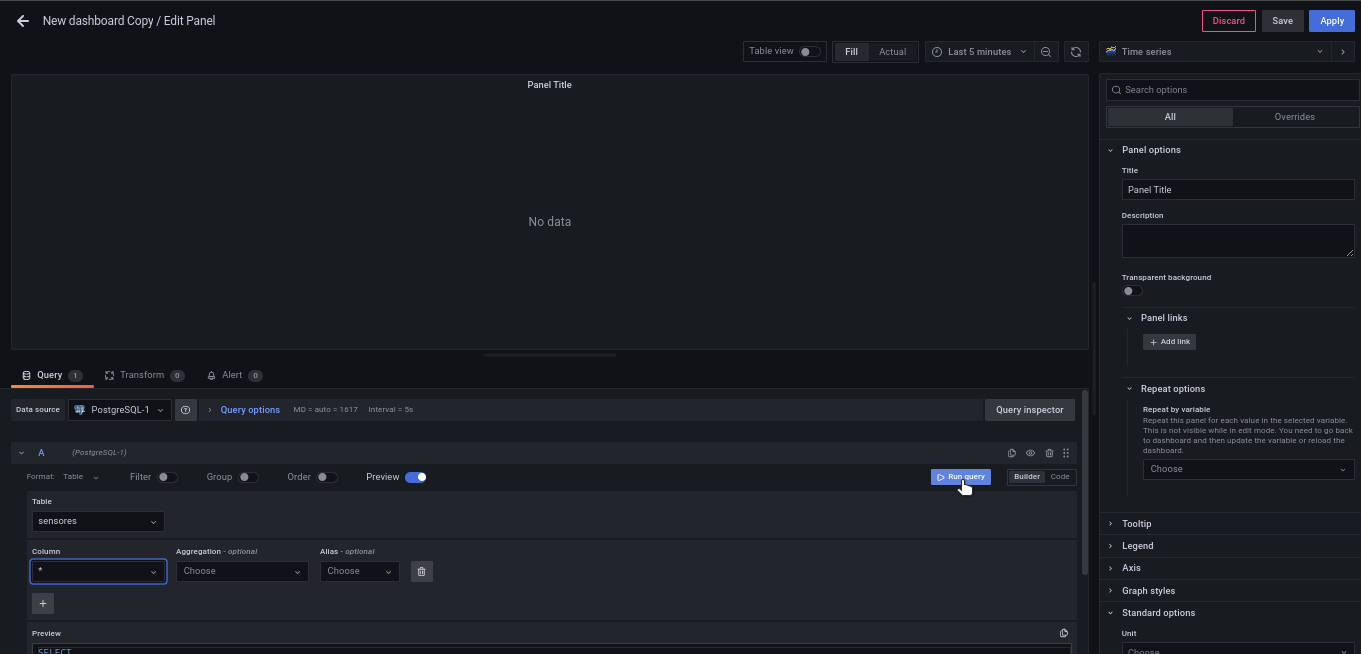 New dashboard Copy / Edit Panel
Discard
Save
Apply
Table view
Fill
Actual
Last 5 minutes
Time series
Panel Title
No data
Search options
All
Overrides
Panel options
Title
Panel Title
Description
Transparent background
Panel links
Add link
Repeat options
Repeat by variable
Repeat this panel for each value in the selected variable.
This is not visible while in edit mode. You need to go back
to dashboard and then update the variable or reload the
dashboard.
Choose
Tooltip
Legend
Axis
Graph styles
Standard options
Unit
Choose
Query 1
Transform 0
Alert 0
Data source
PostgreSQL-1
Query options
MD = auto = 1617
Interval = 5s
Query inspector
A
(PostgreSQL-1)
Format:
Table
Filter
Group
Order
Preview
Run query
Builder
Code
Table
sensores
Column
Aggregation - optional
Alias - optional
*
Choose
Choose
+
Preview
SELECT